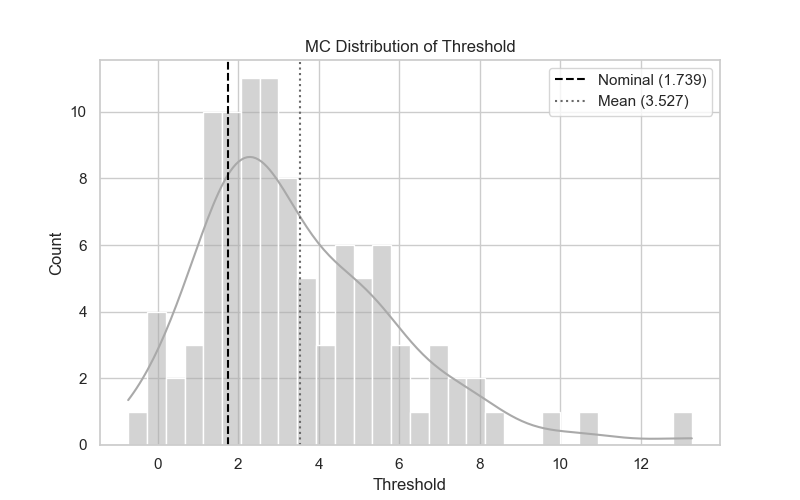 MC Distribution of Threshold
Nominal (1.739)
Mean (3.527)
Count
10
8
6
4
2
0
0 2 4 6 8 10 12
Threshold